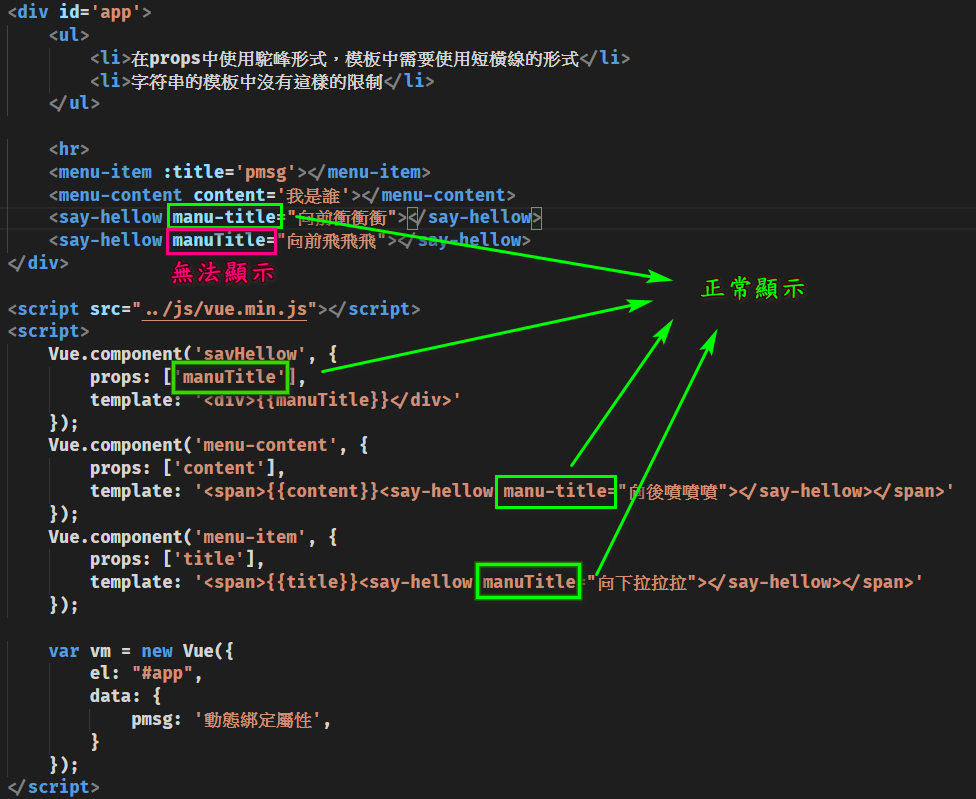 <div id='app'>
<ul>
<li>在props中使用駝峰形式，模板中需要使用短橫線的形式</li>
<li>字符串的模板中沒有這樣的限制</li>
</ul>
<hr>
<menu-item :title='pmsg'></menu-item>
<menu-content content='我是誰'></menu-content>
<say-hellow manu-title="向前衝衝衝"></say-hellow>
<say-hellow manuTitle="向前飛飛飛"></say-hellow>
</div>
無法顯示
正常顯示
<script src="../js/vue.min.js"></script>
<script>
Vue.component('sayHellow', {
props: ['manuTitle'],
template: '<div>{{manuTitle}}</div>'
});
Vue.component('menu-content', {
props: ['content'],
template: '<span>{{content}}<say-hellow manu-title="向後噴噴噴"></say-hellow></span>'
});
Vue.component('menu-item', {
props: ['title'],
template: '<span>{{title}}<say-hellow manuTitle="向下拉拉拉"></say-hellow></span>'
});
var vm = new Vue({
el: "#app",
data: {
pmsg: '動態綁定屬性',
}
});
</script>